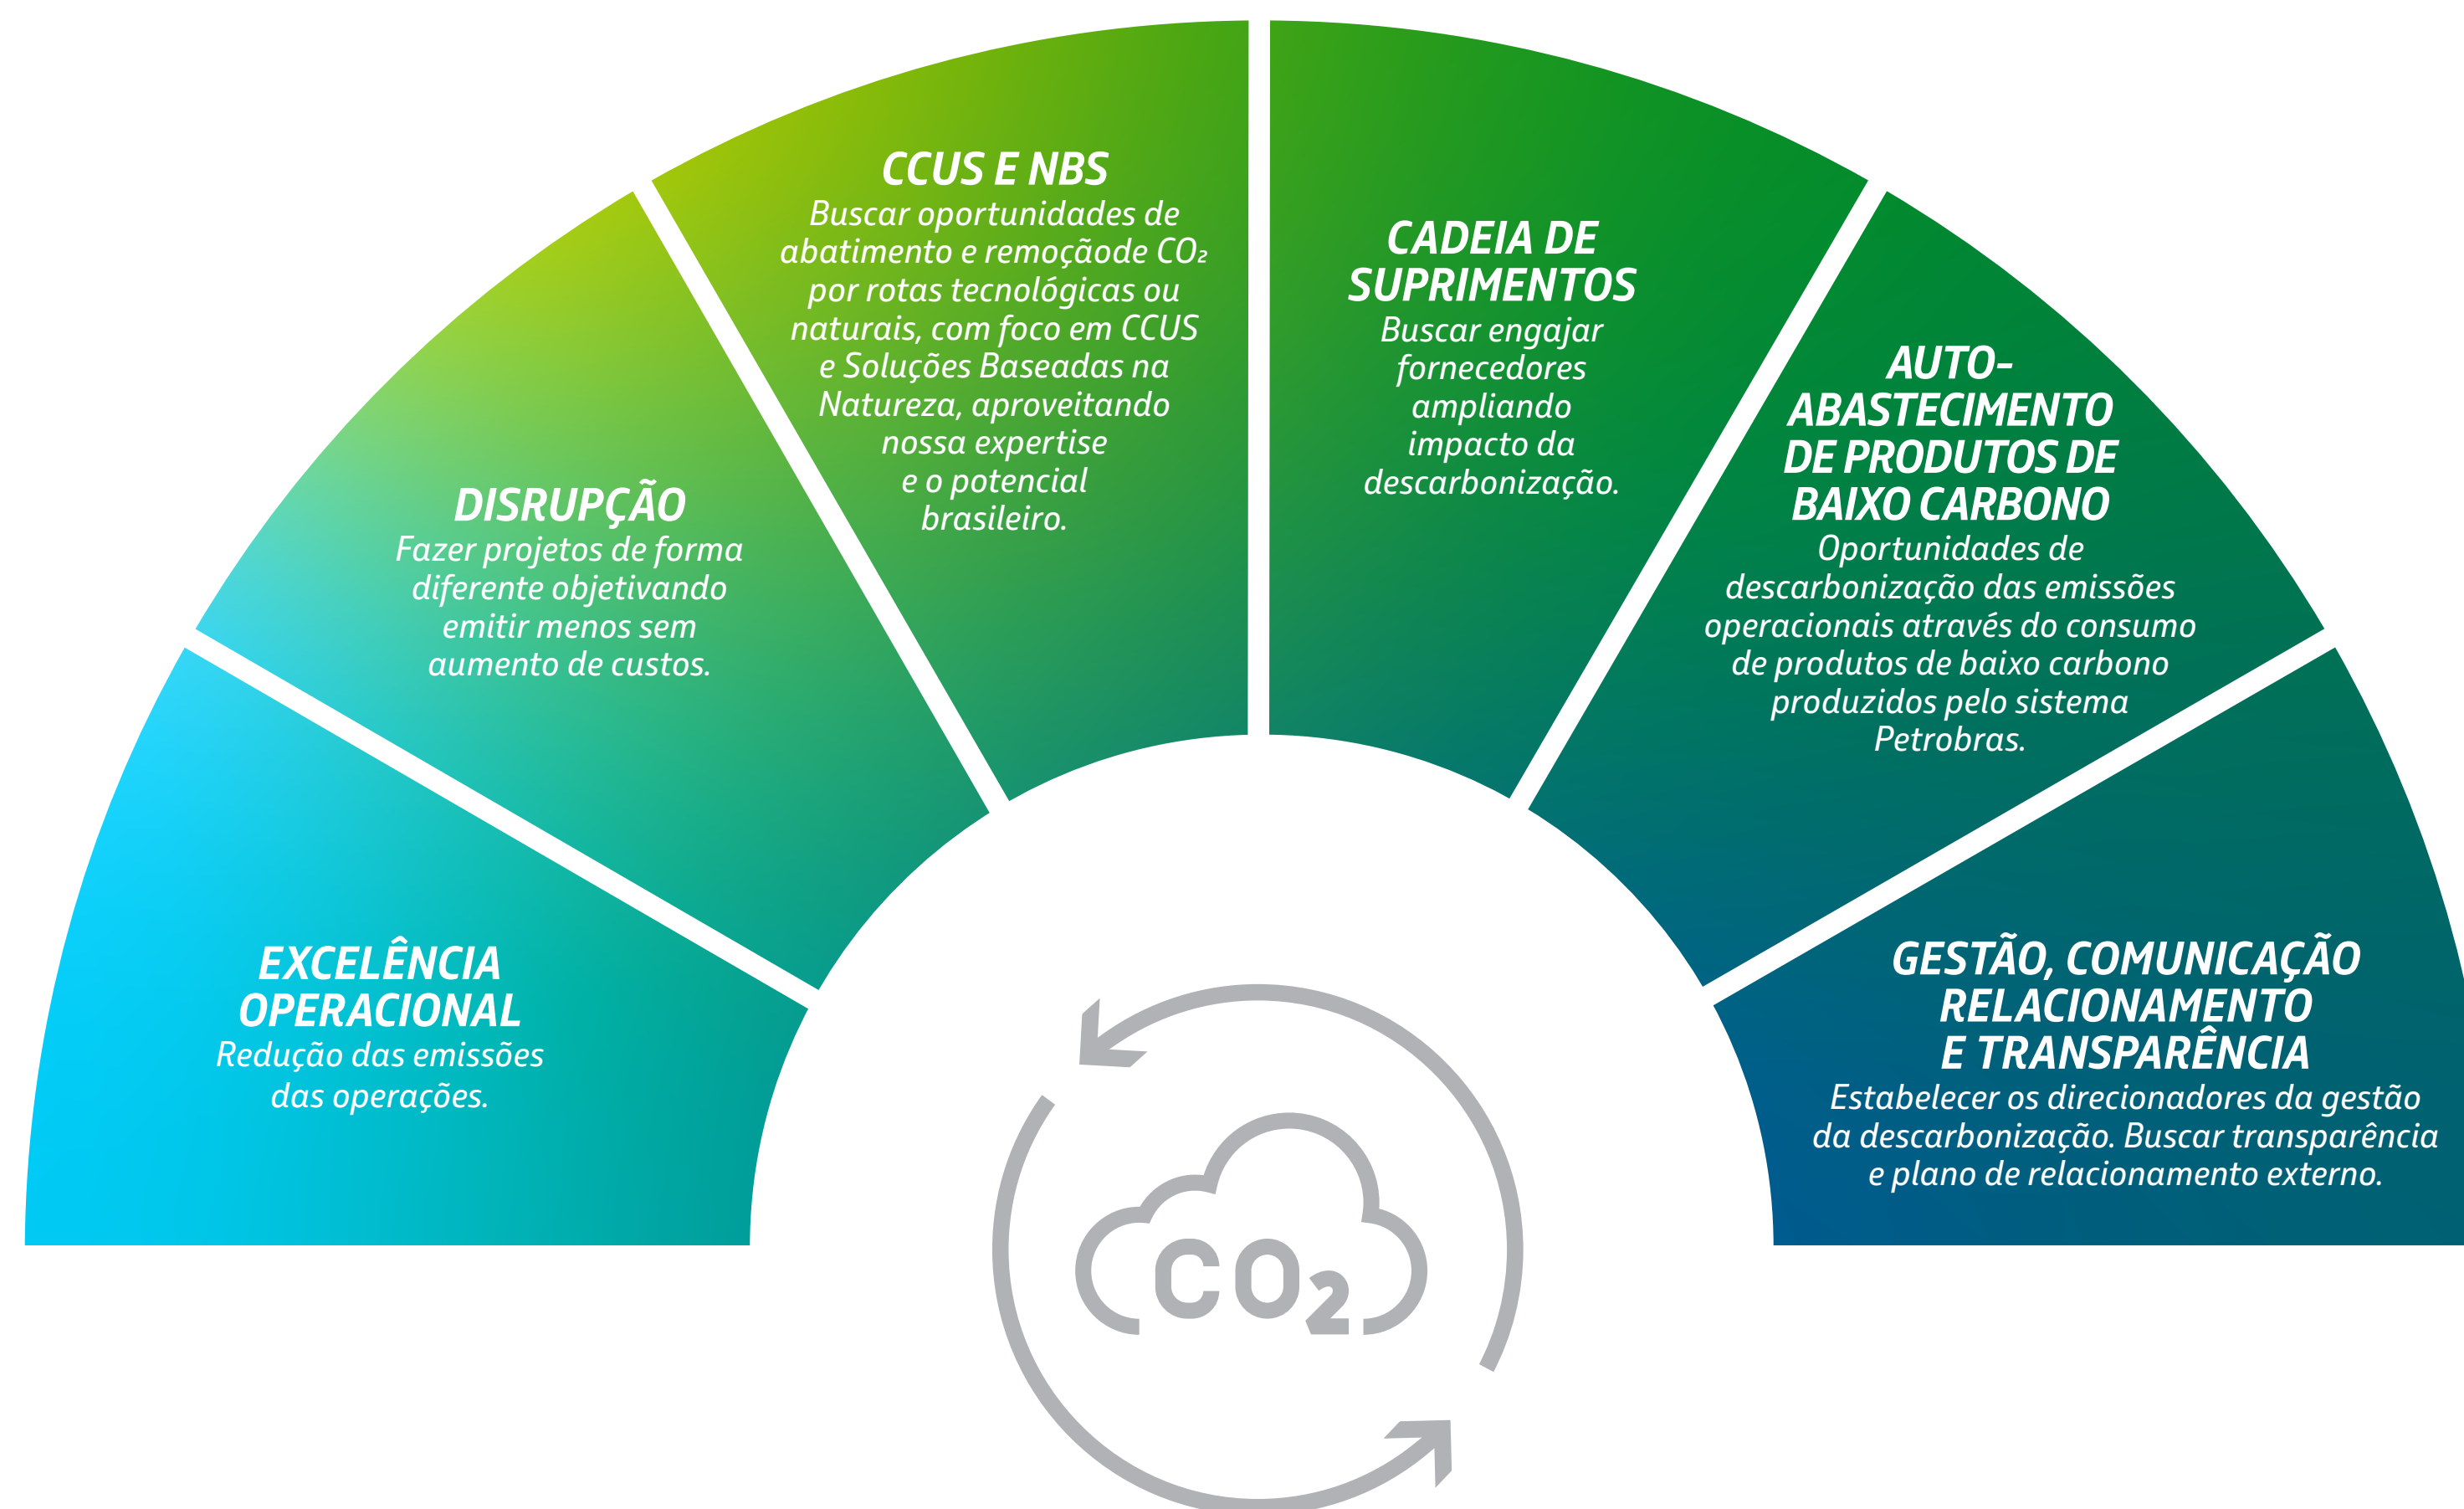 EXCELÊNCIA
OPERACIONAL
Redução das emissões
das operações.
DISRUPÇÃO
Fazer projetos de forma
diferente objetivando
emitir menos sem
aumento de custos.
CCUS E NBS
Buscar oportunidades de
abatimento e remoçãode CO₂
por rotas tecnológicas ou
naturais, com foco em CCUS
e Soluções Baseadas na
Natureza, aproveitando
nossa expertise
e o potencial
brasileiro.
CADEIA DE
SUPRIMENTOS
Buscar engajar
fornecedores
ampliando
impacto da
descarbonização.
AUTO-
ABASTECIMENTO
DE PRODUTOS DE
BAIXO CARBONO
Oportunidades de
descarbonização das emissões
operacionais através do consumo
de produtos de baixo carbono
produzidos pelo sistema
Petrobras.
GESTÃO, COMUNICAÇÃO
RELACIONAMENTO
E TRANSPARÊNCIA
Estabelecer os direcionadores da gestão
da descarbonização. Buscar transparência
e plano de relacionamento externo.
CO₂